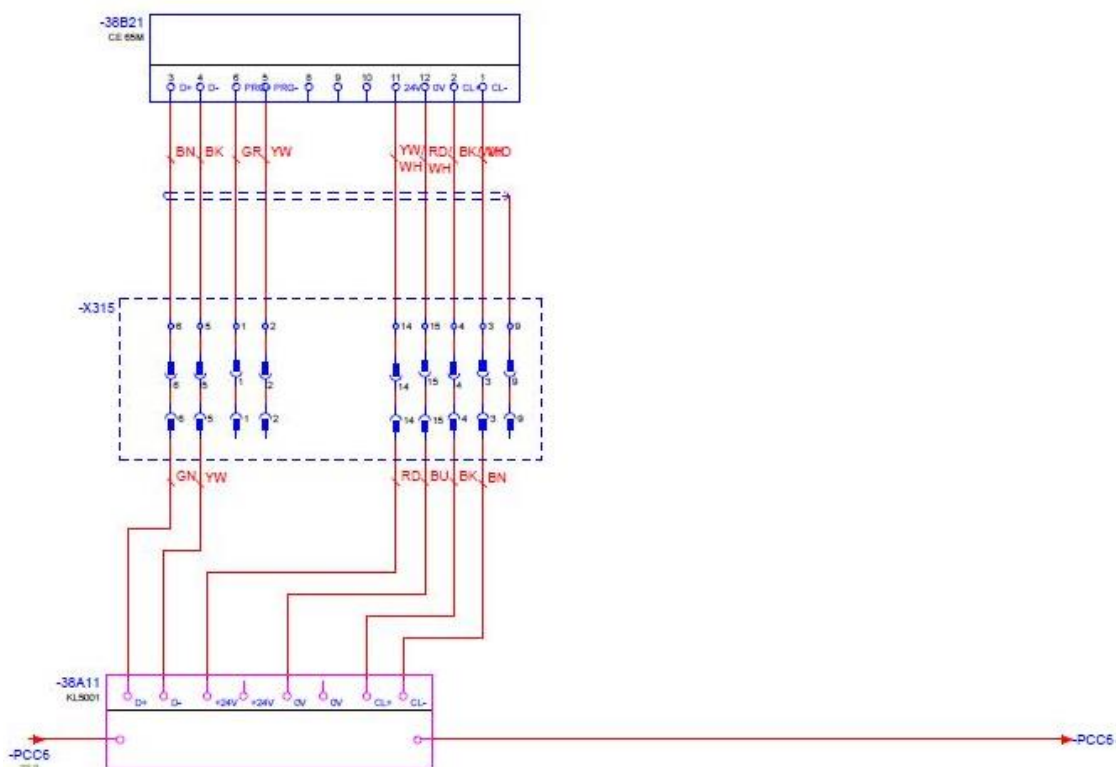 -38B21
CE 65M
3 4 6 5 8 9 10 11 12 2 1
D+ D- PRG- 24V 0V CL-
BN BK GR YW YW/ RD/ BK/
WH WH
-X315
6 5 1 2 14 15 4 3 9
6 5 1 2 14 15 4 3 9
6 5 1 2 14 15 4 3 9
GN YW RD BU BK BN
-38A11
KL5001
D+ D- +24V +24V 0V 0V CL+ CL-
-PCC6 -PCC6